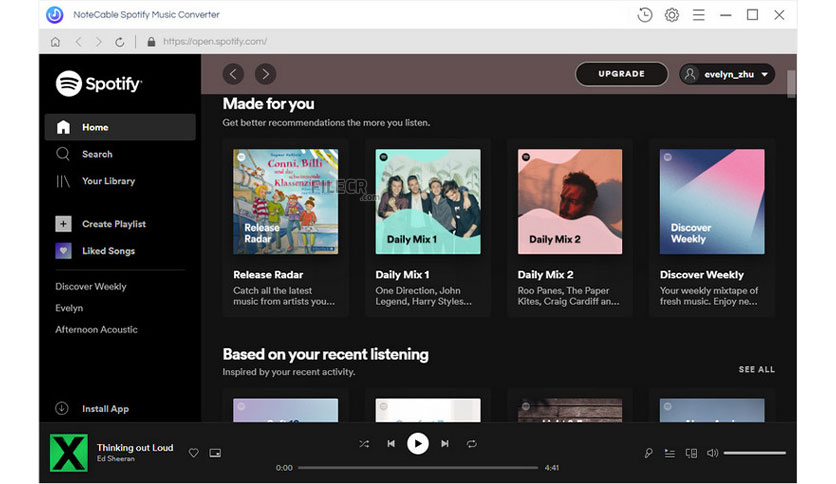 NoteCable Spotify Music Converter
https://open.spotify.com/
Spotify
UPGRADE
evelyn_zhu
Home
Search
Your Library
Create Playlist
Liked Songs
Discover Weekly
Evelyn
Afternoon Acoustic
Install App
Made for you
Get better recommendations the more you listen.
Conni, Billi
und das
Klassenzimmer
FILECR
.com
Release
Radar
Daily Mix 1
Daily Mix 2
Discover
Weekly
Release Radar
Catch all the latest
music from artists you...
Daily Mix 1
One Direction, John
Legend, Harry Styles...
Daily Mix 2
Roo Panes, The Paper
Kites, Craig Cardiff an...
Discover Weekly
Your weekly mixtape of
fresh music. Enjoy ne...
Based on your recent listening
Inspired by your recent activity.
SEE ALL
Thinking out Loud
Ed Sheeran
0:00
4:41